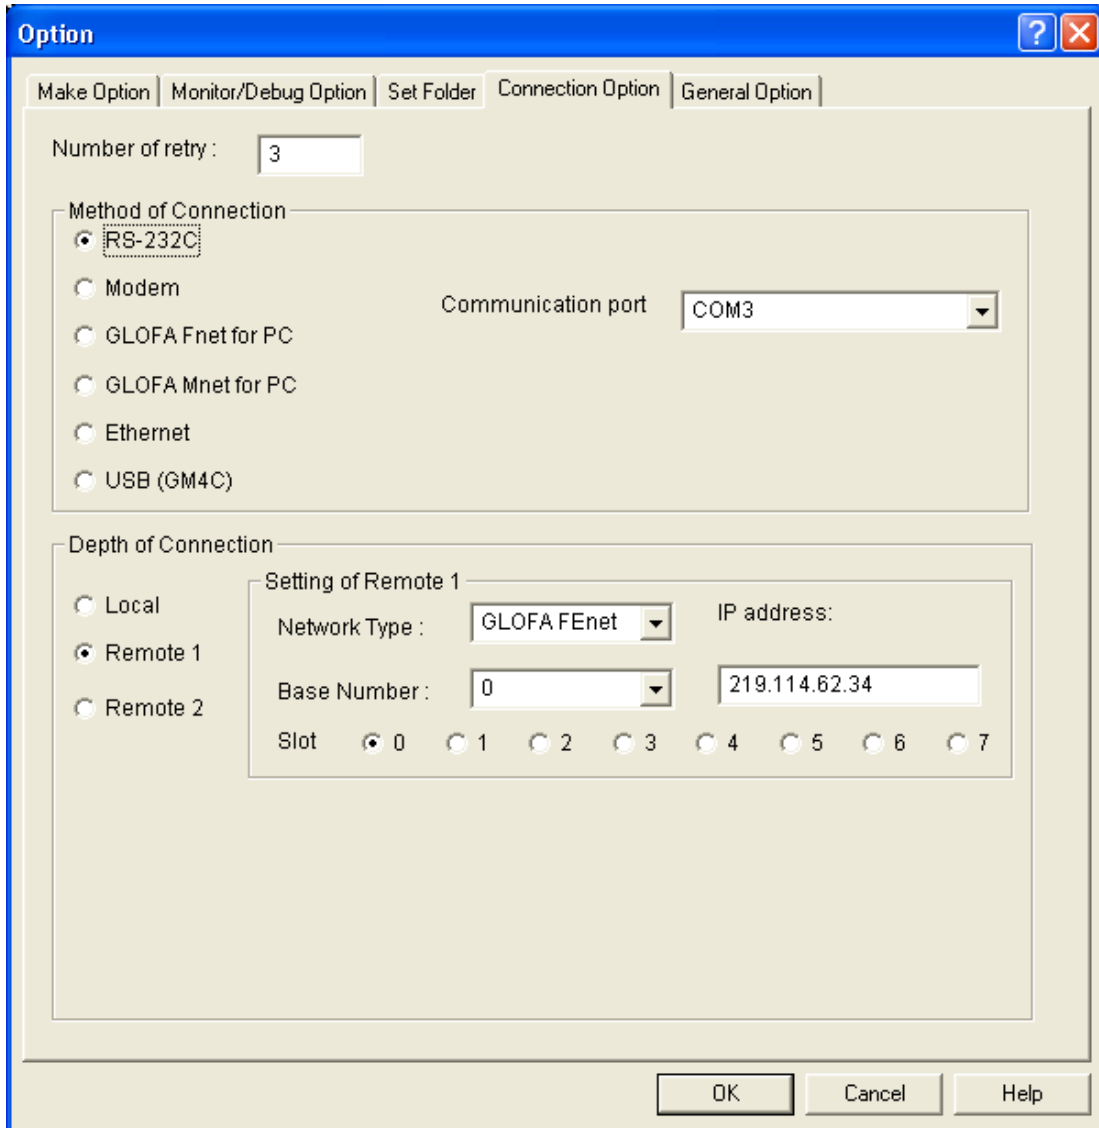 Option
Make Option Monitor/Debug Option Set Folder Connection Option General Option
Number of retry : 3
Method of Connection
RS-232C
Modem
Communication port COM3
GLOFA Fnet for PC
GLOFA Mnet for PC
Ethernet
USB (GM4C)
Depth of Connection
Local
Remote 1
Remote 2
Setting of Remote 1
Network Type : GLOFA FEnet IP address:
Base Number : 0 219.114.62.34
Slot 0 1 2 3 4 5 6 7
OK Cancel Help